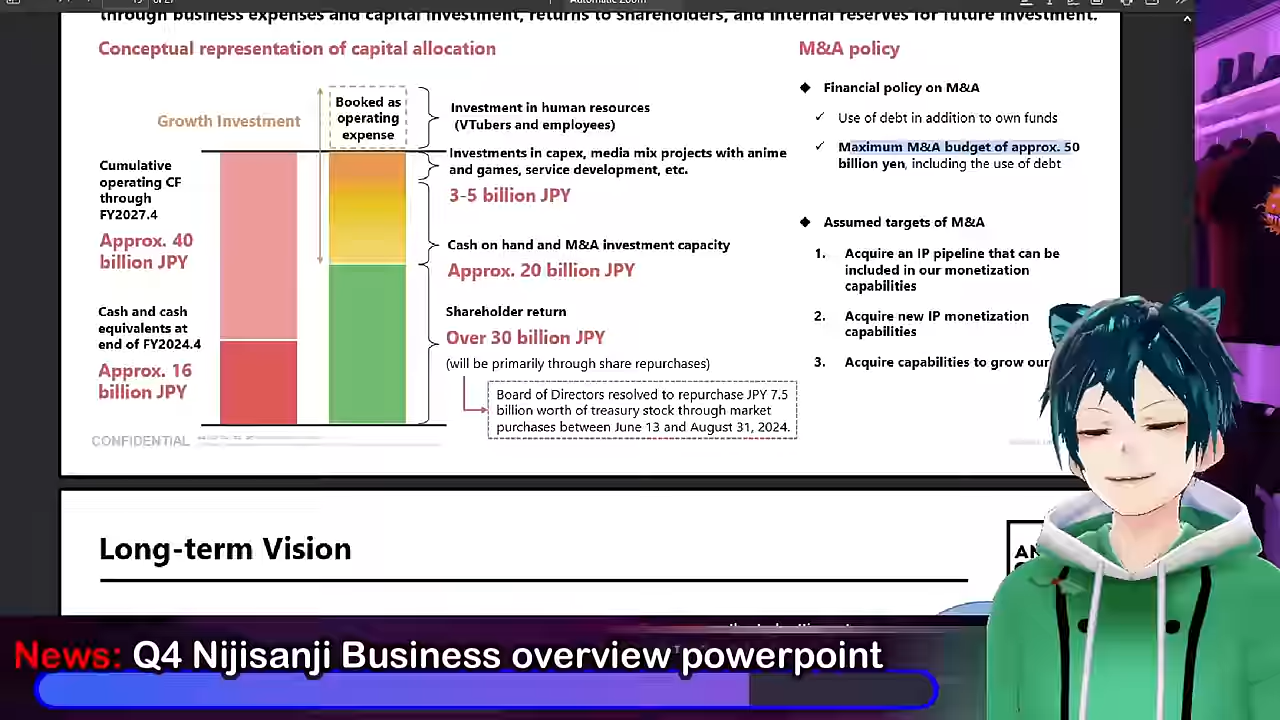 through business expenses and capital investment, returns to shareholders, and internal reserves for future investment.
Conceptual representation of capital allocation
Growth Investment
Booked as
operating
expense
Investment in human resources
(VTubers and employees)
Investments in capex, media mix projects with anime
and games, service development, etc.
3-5 billion JPY
Cumulative
operating CF
through
FY2027.4
Approx. 40
billion JPY
Cash on hand and M&A investment capacity
Approx. 20 billion JPY
Cash and cash
equivalents at
end of FY2024.4
Approx. 16
billion JPY
Shareholder return
Over 30 billion JPY
(will be primarily through share repurchases)
Board of Directors resolved to repurchase JPY 7.5
billion worth of treasury stock through market
purchases between June 13 and August 31, 2024.
CONFIDENTIAL
M&A policy
◆ Financial policy on M&A
✓ Use of debt in addition to own funds
✓ Maximum M&A budget of approx. 50
billion yen, including the use of debt
◆ Assumed targets of M&A
1. Acquire an IP pipeline that can be
included in our monetization
capabilities
2. Acquire new IP monetization
capabilities
3. Acquire capabilities to grow our
Long-term Vision
AN
News: Q4 Nijisanji Business overview powerpoint